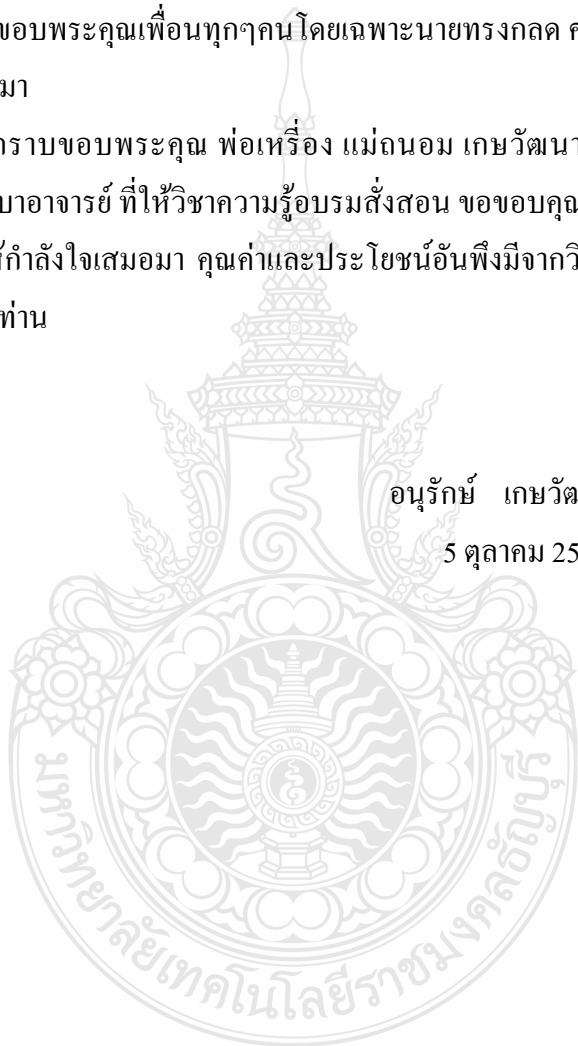 ขอบพระคุณเพื่อนทุกๆคนโดยเฉพาะนายทรงกลด
มา
กราบขอบพระคุณ พ่อเหรื่อง แม่ถนอม เกษวัฒนา
บาอาจารย์ ที่ให้วิชาความรู้อบรมสั่งสอน ขอขอบคุณ
ให้กำลังใจเสมอมา คุณค่าและประโยชน์อันพึงมีจาก
ท่าน
อนุรักษ์ เกษวัฒ
5 ตุลาคม 25
มหาวิทยาลัยเทคโนโลยีราชมงคลธัญบุรี